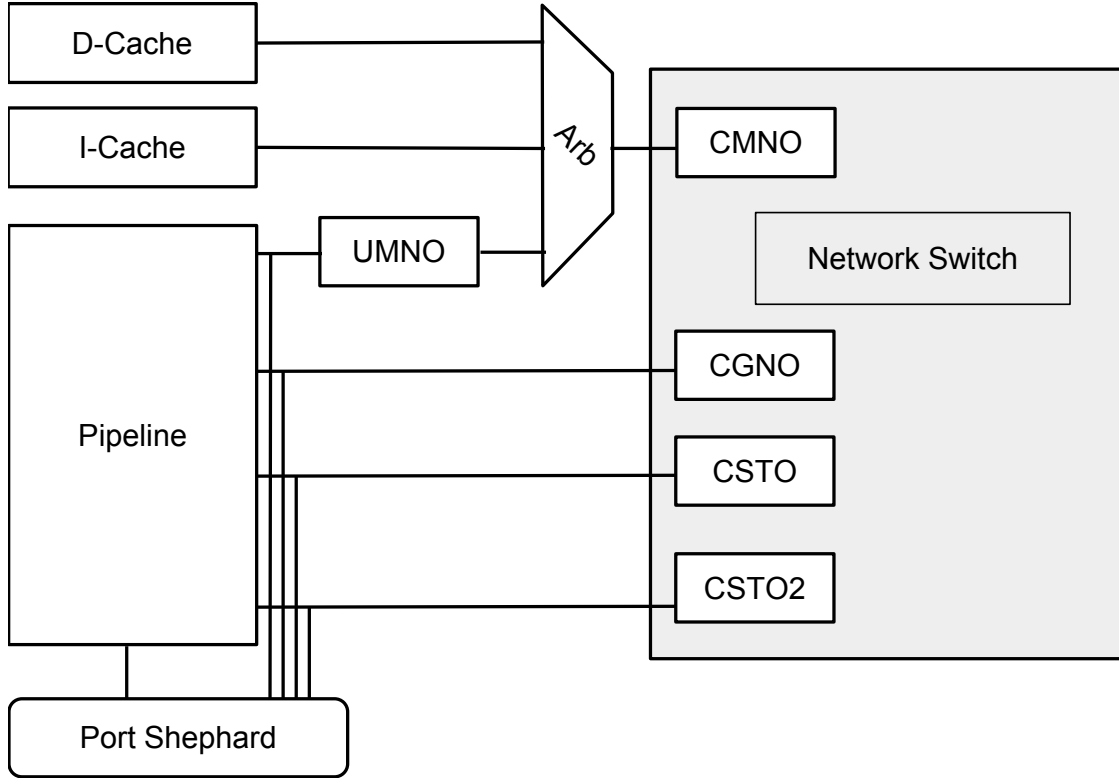 D-Cache
I-Cache
Arb
CMNO
UMNO
Network Switch
Pipeline
CGNO
CSTO
CSTO2
Port Shephard